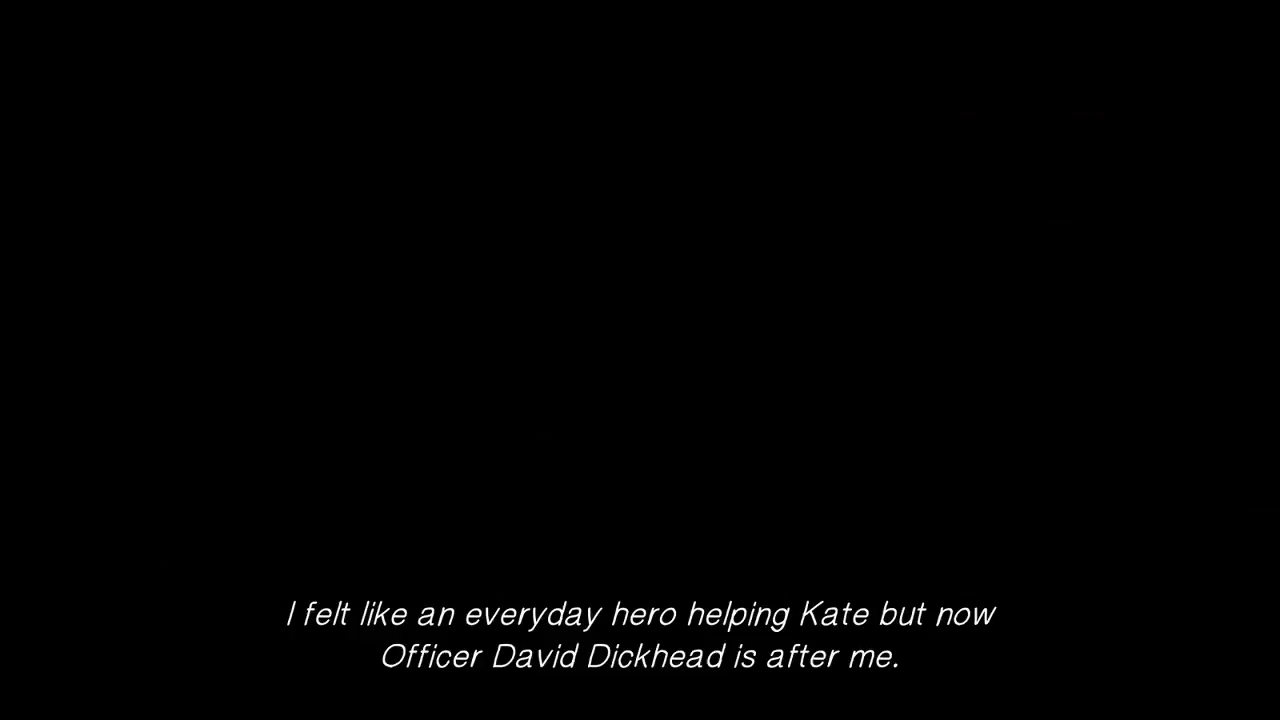 I felt like an everyday hero helping Kate but now
Officer David Dickhead is after me.